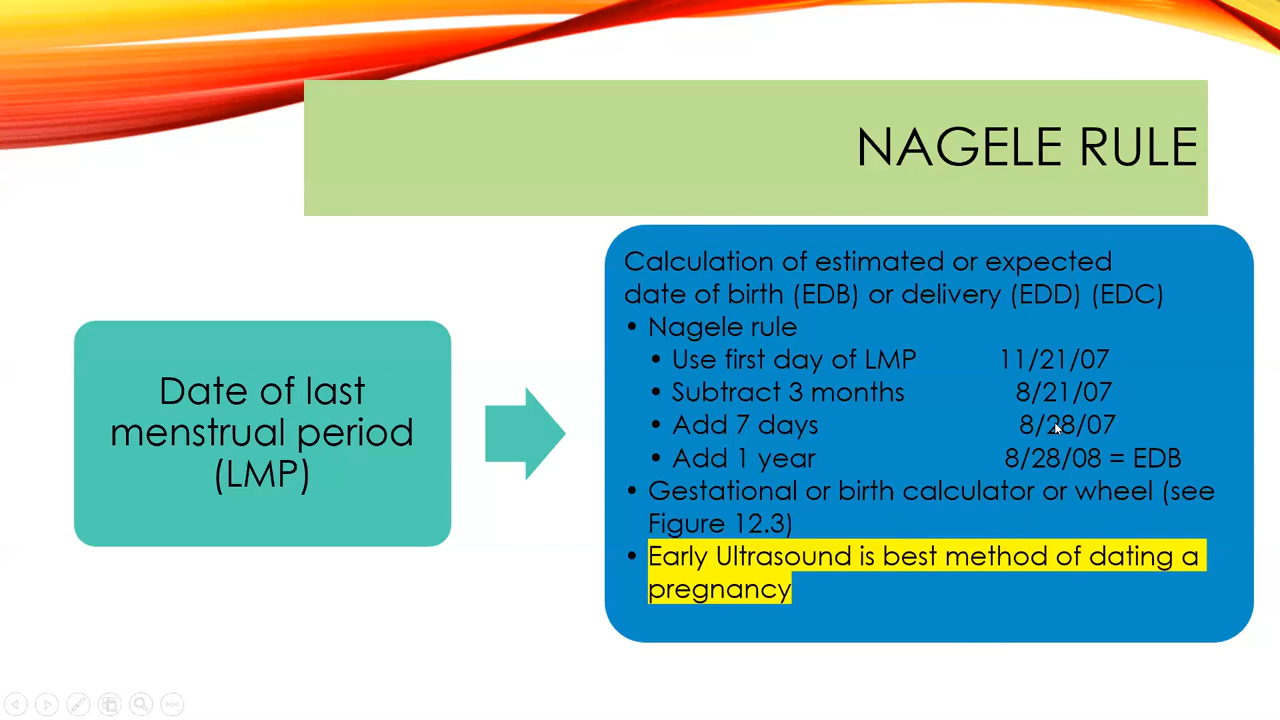 NAGELE RULE
Date of last
menstrual period
(LMP)
Calculation of estimated or expected
date of birth (EDB) or delivery (EDD) (EDC)
• Nagele rule
• Use first day of LMP 11/21/07
• Subtract 3 months 8/21/07
• Add 7 days 8/28/07
• Add 1 year 8/28/08 = EDB
• Gestational or birth calculator or wheel (see
Figure 12.3)
• Early Ultrasound is best method of dating a
pregnancy